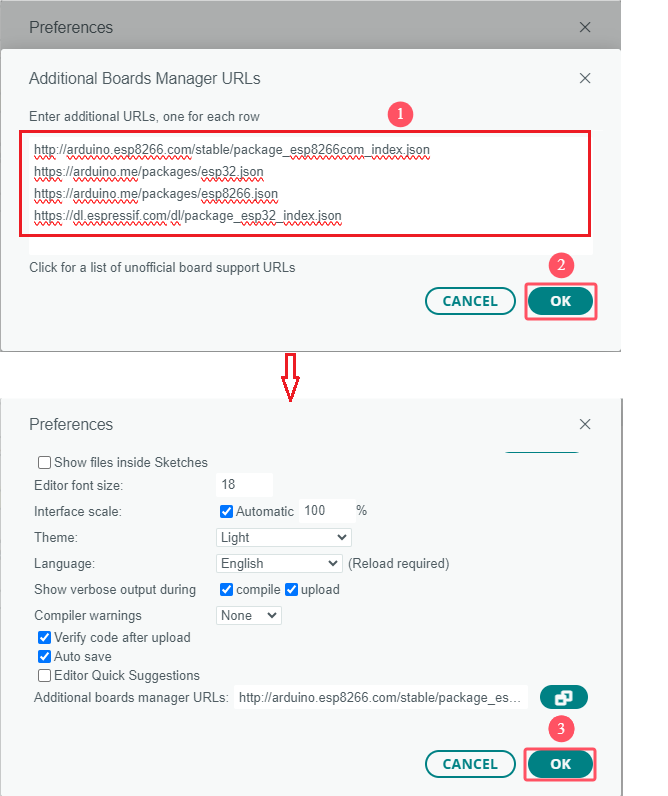 Preferences
Additional Boards Manager URLs
Enter additional URLs, one for each row
1
http://arduino.esp8266.com/stable/package_esp8266com_index.json
https://arduino.me/packages/esp32.json
https://arduino.me/packages/esp8266.json
https://dl.espressif.com/dl/package_esp32_index.json
Click for a list of unofficial board support URLs
2
CANCEL OK
Preferences
Show files inside Sketches
Editor font size: 18
Interface scale: Automatic 100 %
Theme: Light
Language: English (Reload required)
Show verbose output during compile upload
Compiler warnings None
Verify code after upload
Auto save
Editor Quick Suggestions
Additional boards manager URLs: http://arduino.esp8266.com/stable/package_es...
3
CANCEL OK